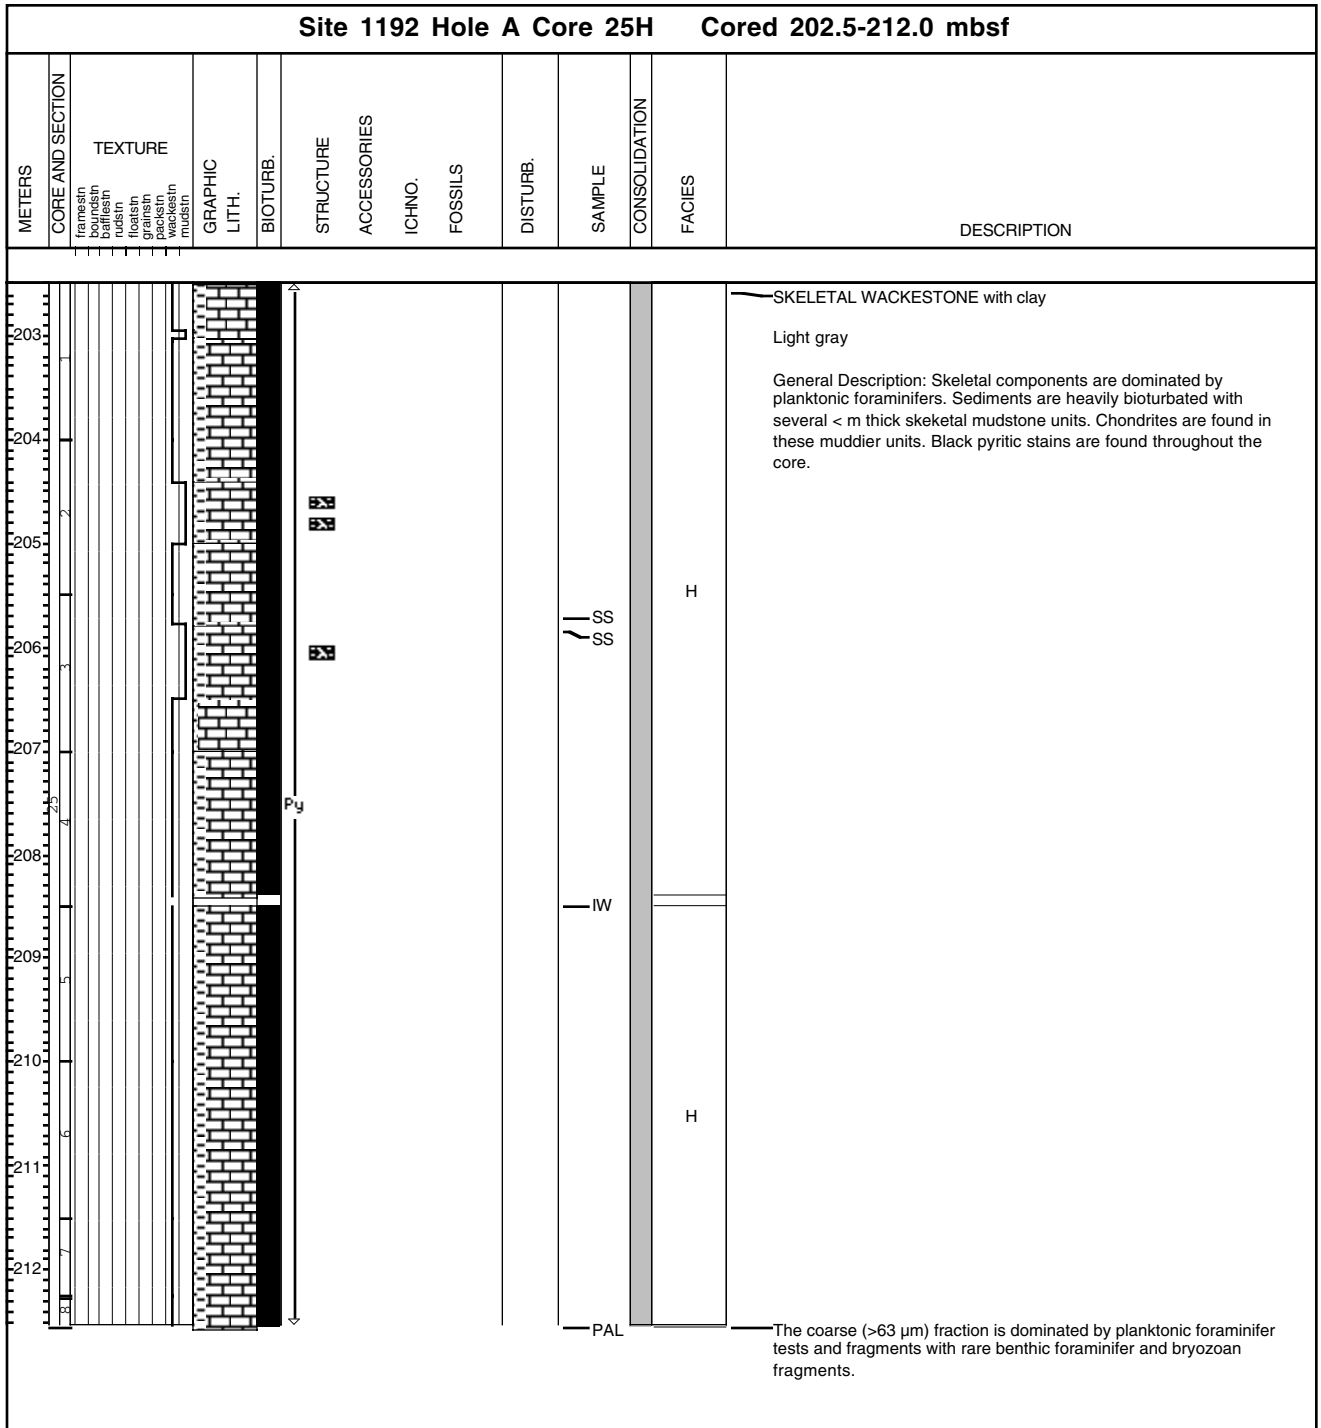 Site 1192 Hole A Core 25H Cored 202.5-212.0 mbsf
METERS
CORE AND SECTION
TEXTURE
framestn
boundstn
bafflestn
rudstn
floatstn
grainstn
packstn
wackestn
mudstn
GRAPHIC
LITH.
BIOTURB.
STRUCTURE
ACCESSORIES
ICHNO.
FOSSILS
DISTURB.
SAMPLE
CONSOLIDATION
FACIES
DESCRIPTION
SKELETAL WACKESTONE with clay
203
Light gray
1
General Description: Skeletal components are dominated by
planktonic foraminifers. Sediments are heavily bioturbated with
several < m thick skeketal mudstone units. Chondrites are found in
these muddier units. Black pyritic stains are found throughout the
core.
204
2
205
H
SS
SS
206
3
207
Py
25
4
208
IW
209
5
210
H
6
211
7
212
8
PAL
The coarse (>63 µm) fraction is dominated by planktonic foraminifer
tests and fragments with rare benthic foraminifer and bryozoan
fragments.